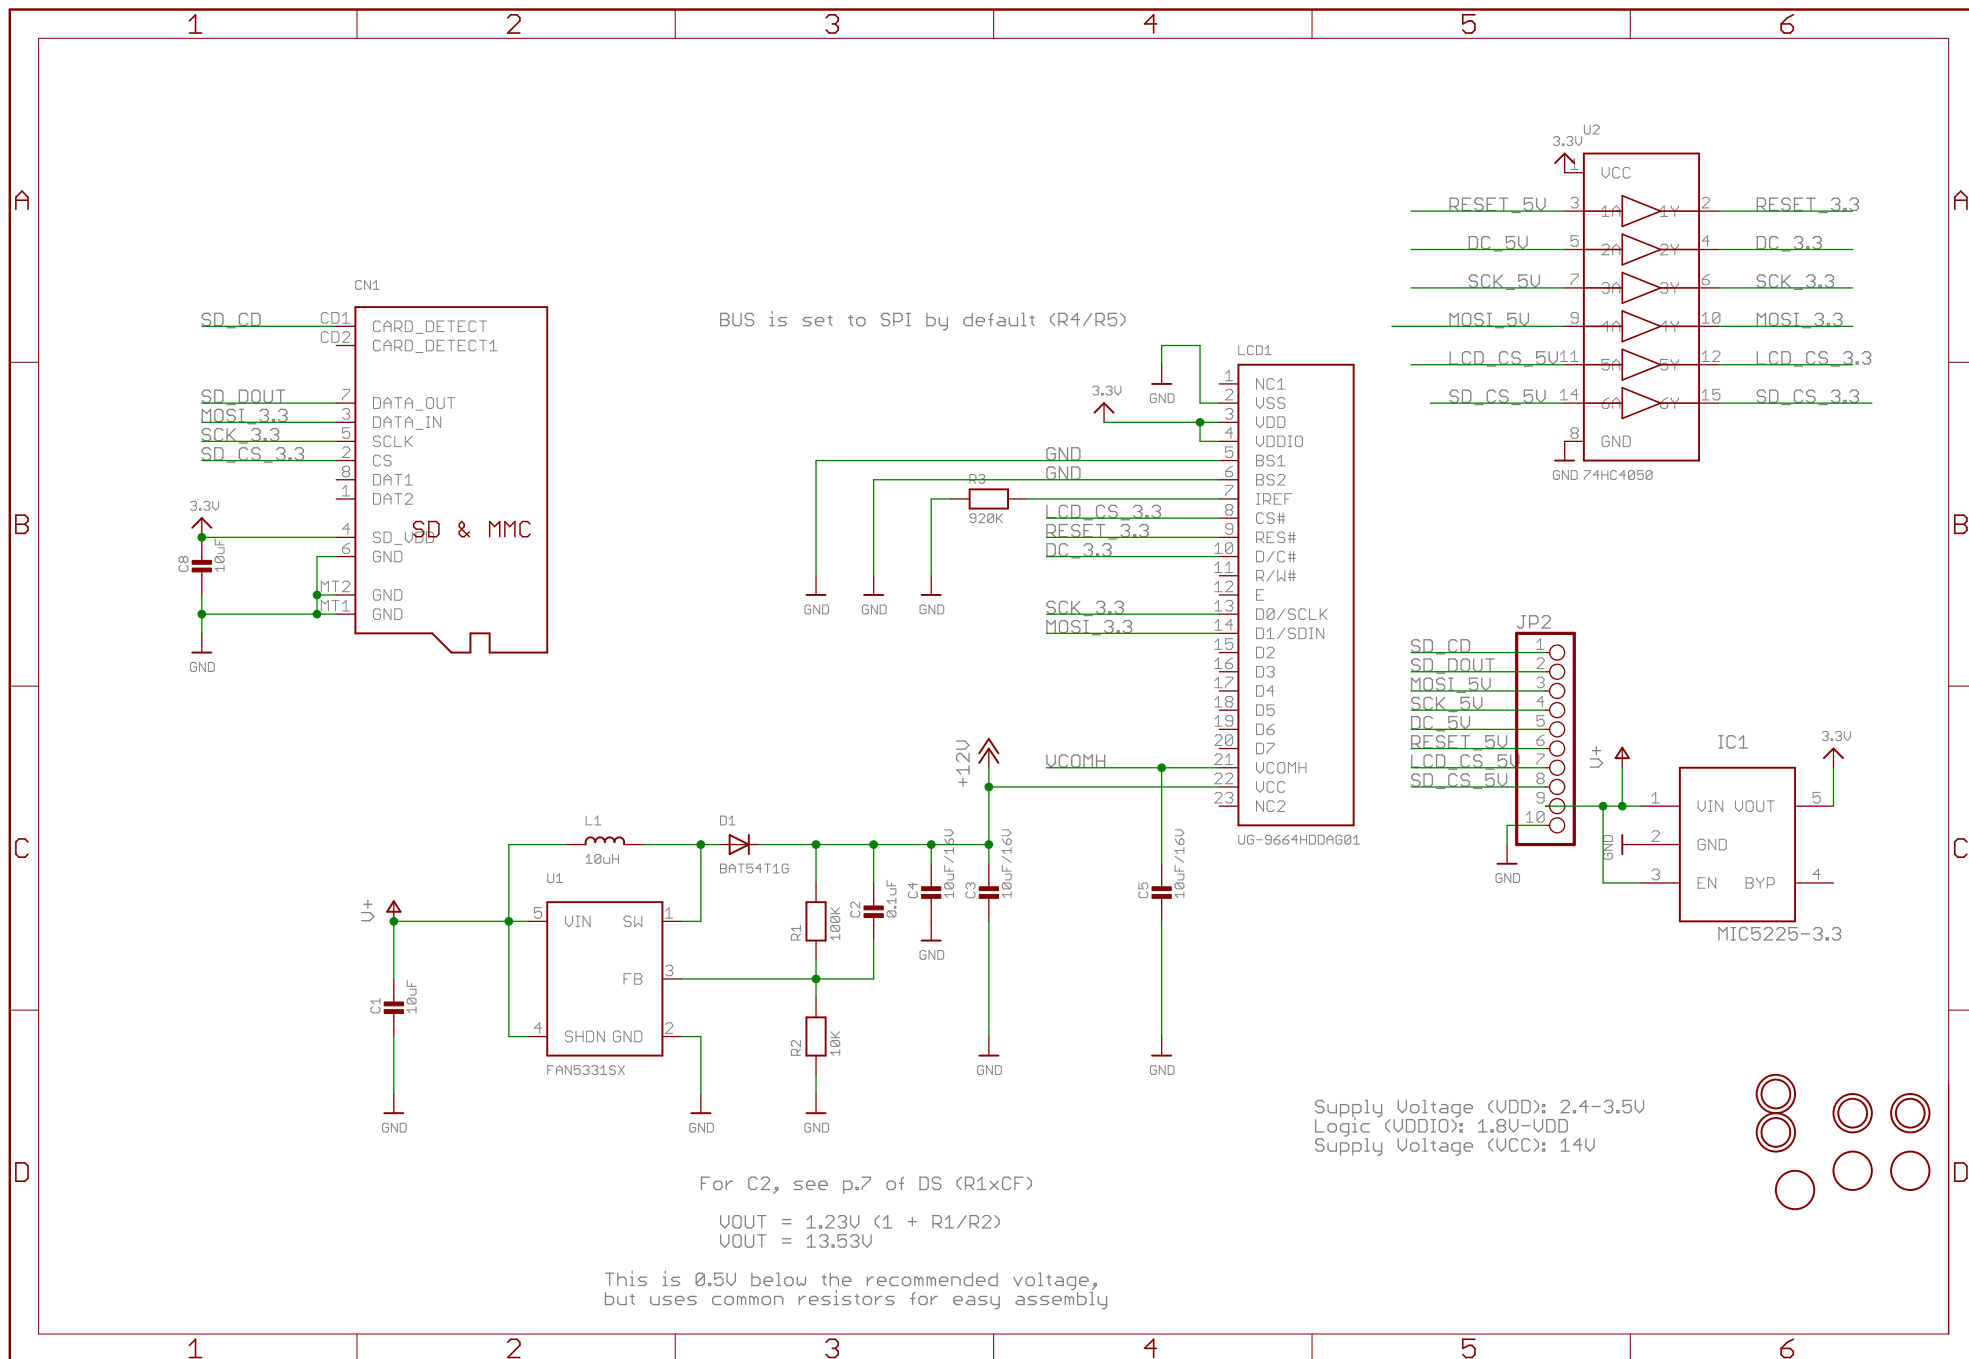 1 2 3 4 5 6
A
A
B
B
C
C
D
D
1 2 3 4 5 6
CN1
SD_CD
CD1 CARD_DETECT
CD2 CARD_DETECT1
SD_DOUT 7 DATA_OUT
MOSI_3.3 3 DATA_IN
SCK_3.3 5 SCLK
SD_CS_3.3 2 CS
8 DAT1
1 DAT2
SD & MMC
3.3V
4 SD_VDD
6 GND
MT2 GND
MT1 GND
C8
10uF
GND
BUS is set to SPI by default (R4/R5)
LCD1
1 NC1
2 VSS
3 VDD
4 VDDIO
GND 5 BS1
GND 6 BS2
7 IREF
LCD_CS_3.3 8 CS#
RESET_3.3 9 RES#
DC_3.3 10 D/C#
11 R/W#
12 E
SCK_3.3 13 D0/SCLK
MOSI_3.3 14 D1/SDIN
15 D2
16 D3
17 D4
18 D5
19 D6
20 D7
VCOMH 21 VCOMH
22 VCC
23 NC2
UG-9664HDDAG01
3.3V
GND
R3
920K
GND
GND
GND
U2
3.3V
1 VCC
RESET_5V 3 1A 1Y 2 RESET_3.3
DC_5V 5 2A 2Y 4 DC_3.3
SCK_5V 7 3A 3Y 6 SCK_3.3
MOSI_5V 9 4A 4Y 10 MOSI_3.3
LCD_CS_5V 11 5A 5Y 12 LCD_CS_3.3
SD_CS_5V 14 6A 6Y 15 SD_CS_3.3
8 GND
GND 74HC4050
JP2
SD_CD 1
SD_DOUT 2
MOSI_5V 3
SCK_5V 4
DC_5V 5
RESET_5V 6
LCD_CS_5V 7
SD_CS_5V 8
9
10
GND
V+
IC1
3.3V
1 VIN VOUT 5
GND
2 GND
3 EN BYP 4
MIC5225-3.3
+12V
L1
10uH
D1
BAT54T1G
U1
V+
5 VIN SW 1
FB 3
4 SHDN GND 2
FAN5331SX
C1
10uF
GND
GND
R1
100K
R2
10K
GND
C2
0.1uF
C4
10uF/16V
GND
C3
10uF/16V
GND
C5
10uF/16V
GND
Supply Voltage (VDD): 2.4-3.5V
Logic (VDDIO): 1.8V-VDD
Supply Voltage (VCC): 14V
For C2, see p.7 of DS (R1xCF)
VOUT = 1.23V (1 + R1/R2)
VOUT = 13.53V
This is 0.5V below the recommended voltage,
but uses common resistors for easy assembly